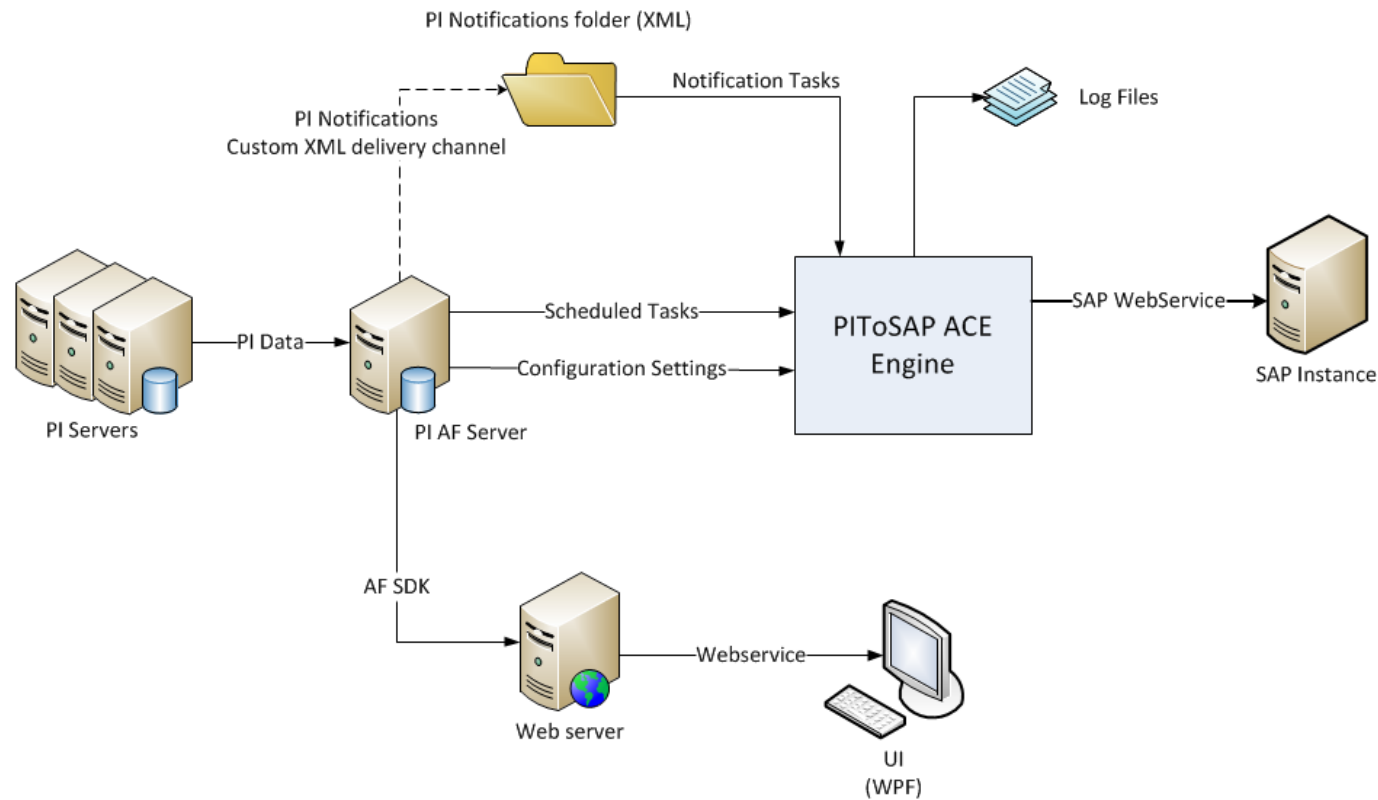 PI Notifications folder (XML)
Notification Tasks
Log Files
PI Notifications
Custom XML delivery channel
Scheduled Tasks
SAP WebService
PIToSAP ACE
Engine
PI Data
Configuration Settings
SAP Instance
PI Servers
PI AF Server
AF SDK
Webservice
Web server
UI
(WPF)